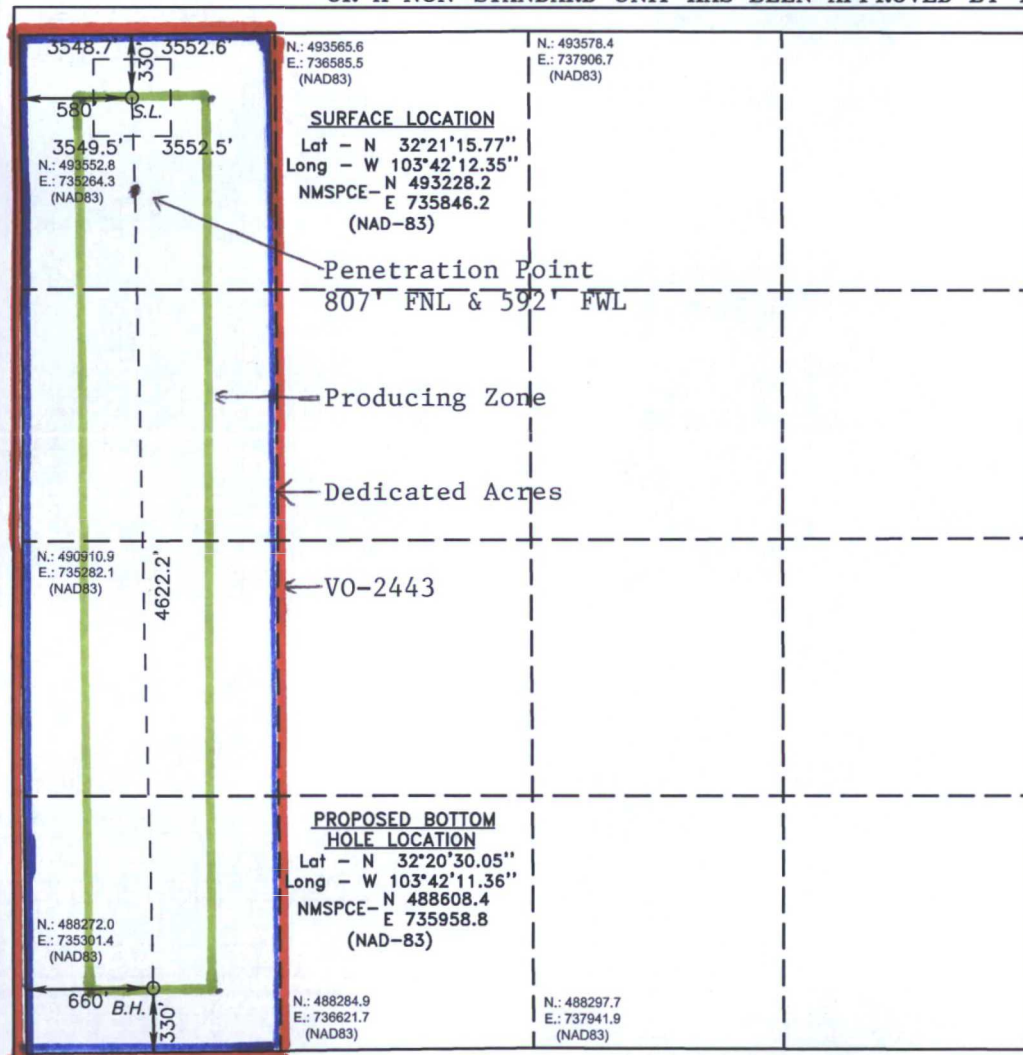 3548.7' 3552.6'
330'
580' S.L.
3549.5' 3552.5'
N.: 493552.8
E.: 735264.3
(NAD83)
N.: 493565.6
E.: 736585.5
(NAD83)
N.: 493578.4
E.: 737906.7
(NAD83)
SURFACE LOCATION
Lat - N 32°21'15.77''
Long - W 103°42'12.35''
NMSPCE- N 493228.2
E 735846.2
(NAD-83)
Penetration Point
807' FNL & 592' FWL
Producing Zone
Dedicated Acres
VO-2443
N.: 490910.9
E.: 735282.1
(NAD83)
4622.2'
PROPOSED BOTTOM
HOLE LOCATION
Lat - N 32°20'30.05''
Long - W 103°42'11.36''
NMSPCE- N 488608.4
E 735958.8
(NAD-83)
N.: 488272.0
E.: 735301.4
(NAD83)
660' B.H.
330'
N.: 488284.9
E.: 736621.7
(NAD83)
N.: 488297.7
E.: 737941.9
(NAD83)